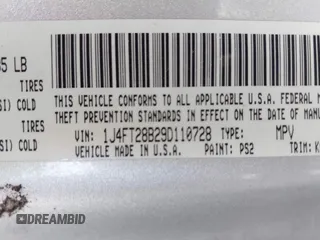 5 LB
TIRES
SI) COLD
TIRES
SI) COLD
THIS VEHICLE CONFORMS TO ALL APPLICABLE U.S.A. FEDERAL M
THEFT PREVENTION STANDARDS IN EFFECT ON THE DATE OF MANU
VIN: 1J4FT28B29D110728 TYPE: MPV
VEHICLE MADE IN U.S.A. PAINT: PS2 TRIM: K
DREAMBID